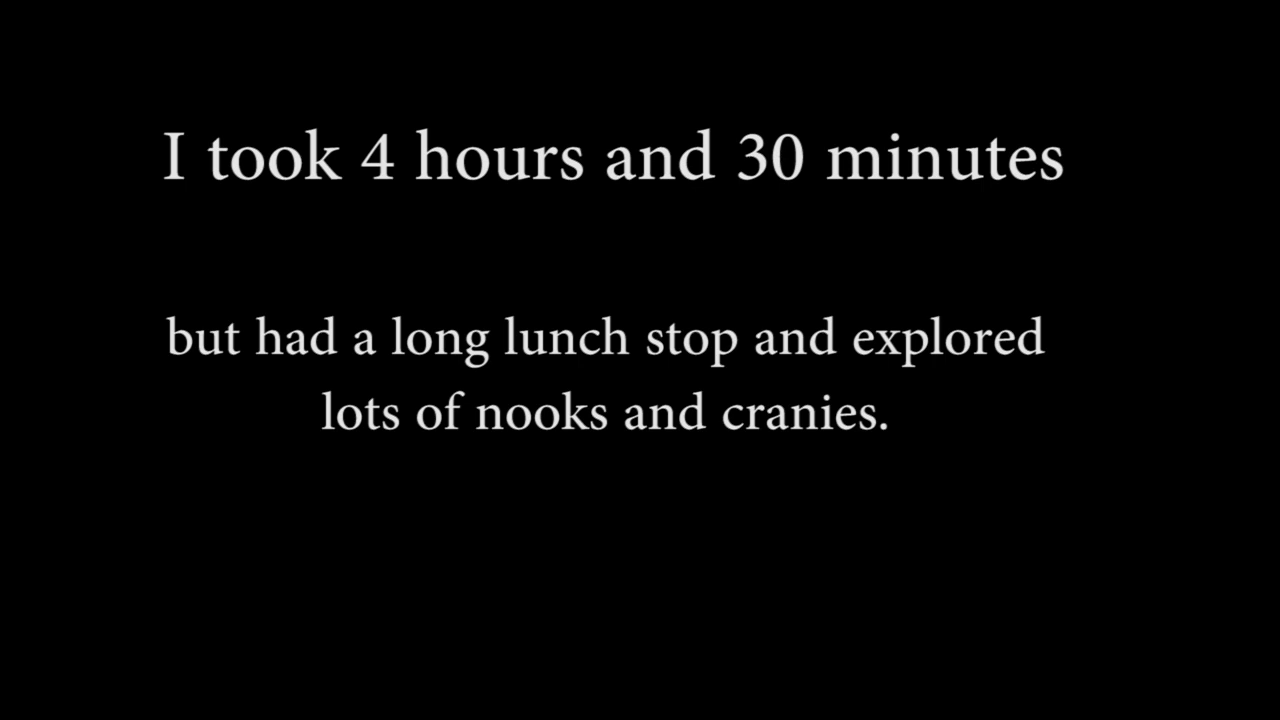 I took 4 hours and 30 minutes
but had a long lunch stop and explored
lots of nooks and cranies.